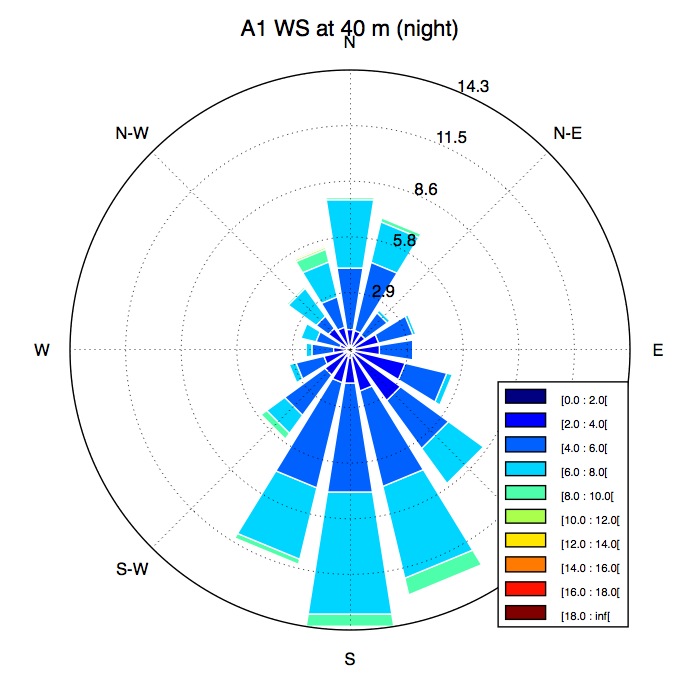 A1 WS at 40 m (night)
N
14.3
N-W
N-E
11.5
8.6
5.8
2.9
W
E
[0.0 : 2.0[
[2.0 : 4.0[
[4.0 : 6.0[
[6.0 : 8.0[
[8.0 : 10.0[
[10.0 : 12.0[
[12.0 : 14.0[
[14.0 : 16.0[
[16.0 : 18.0[
[18.0 : inf[
S-W
S